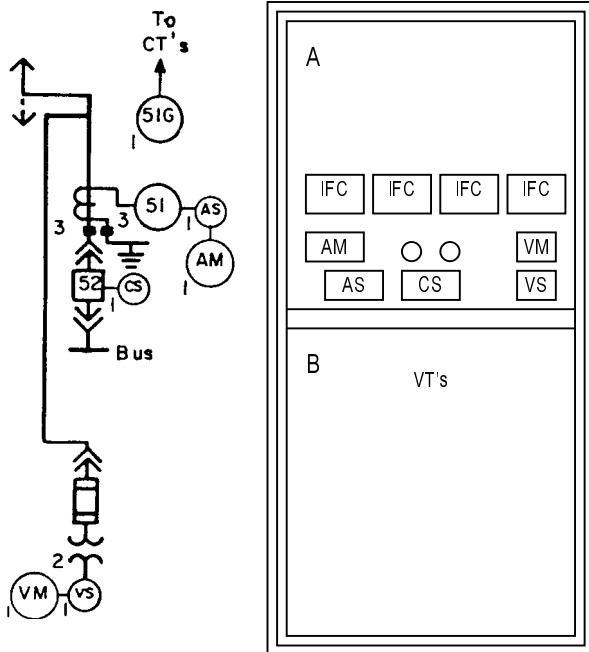 To
CT's
51G
1
51
3
3
1
AS
AM
1
52
CS
1
Bus
2
VM
VS
1
1
A
IFC IFC IFC IFC
AM VM
AS CS VS
B
VT's